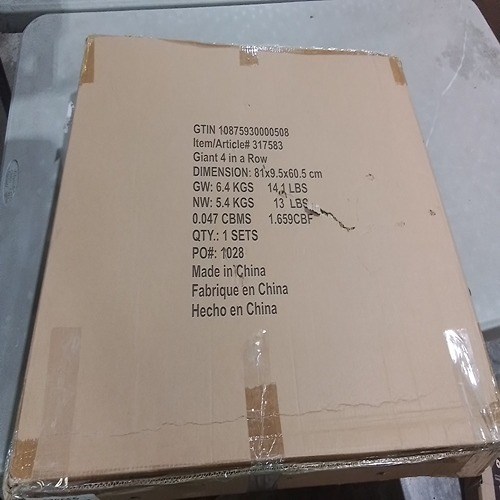 GTIN 10875930000508
Item/Article# 317583
Giant 4 in a Row
DIMENSION: 81x9.5x60.5 cm
GW: 6.4 KGS 14.1 LBS
NW: 5.4 KGS 13 LBS
0.047 CBMS 1.659CBF
QTY.: 1 SETS
PO#: 1028
Made in China
Fabrique en China
Hecho en China